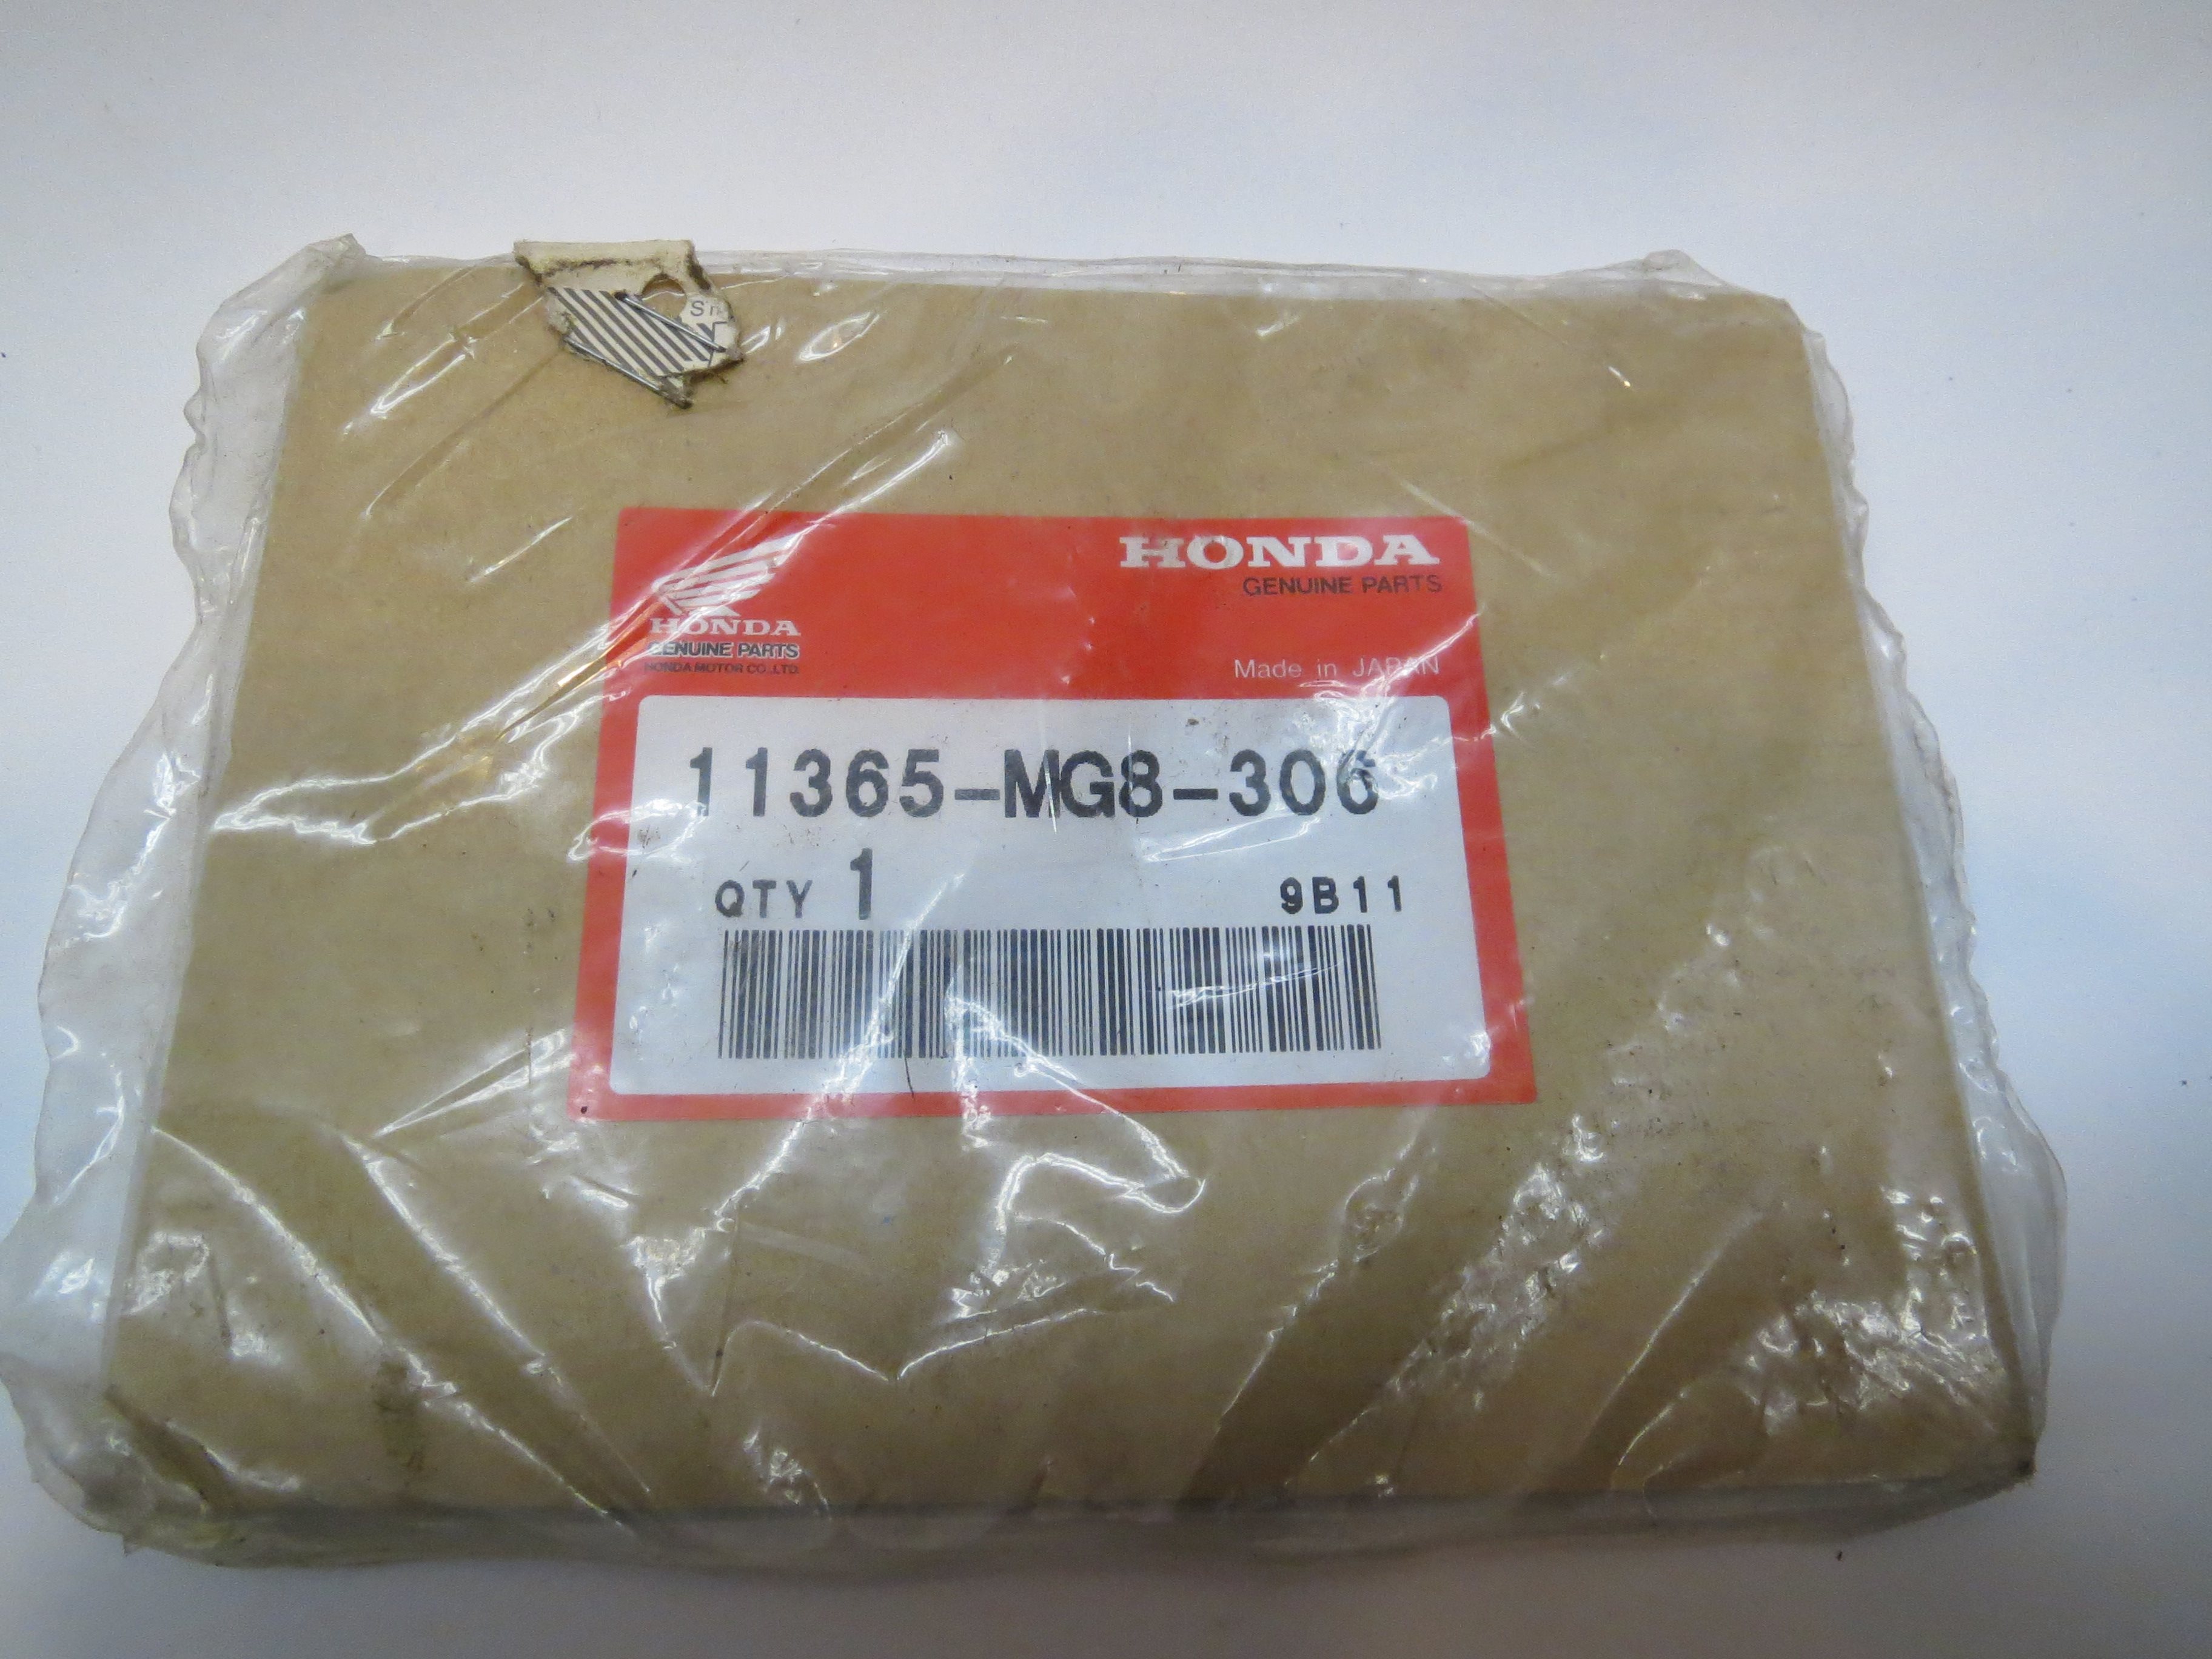 HONDA
GENUINE PARTS
HONDA
GENUINE PARTS
HONDA MOTOR CO.,LTD.
Made in JAPAN
11365-MG8-306
QTY 1
9B11